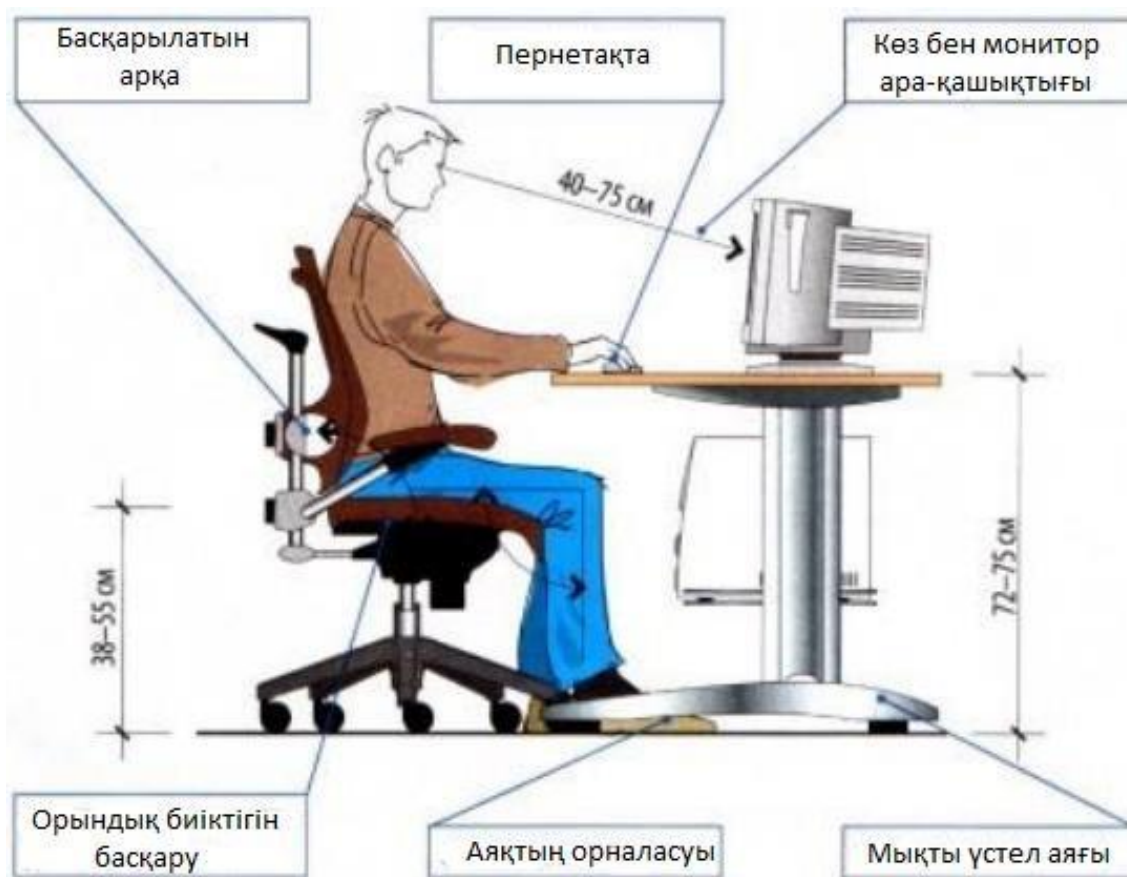 Басқарылатын
арқа
Пернетақта
Көз бен монитор
ара-қашықтығы
40–75 см
38–55 см
72–75 см
Орындық биіктігін
басқару
Аяқтың орналасуы
Мықты үстел аяғы